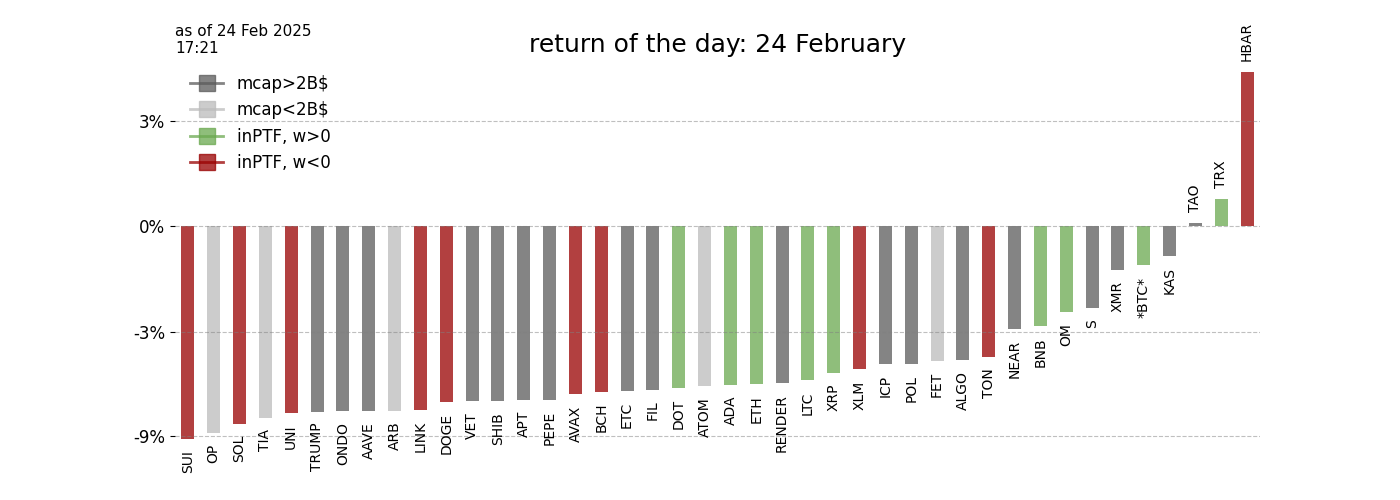 as of 24 Feb 2025
17:21
return of the day: 24 February
mcap>2B$
mcap<2B$
inPTF, w>0
inPTF, w<0
3%
0%
-3%
-9%
SUI
OP
SOL
TIA
UNI
TRUMP
ONDO
AAVE
ARB
LINK
DOGE
VET
SHIB
APT
PEPE
AVAX
BCH
ETC
FIL
DOT
ATOM
ADA
ETH
RENDER
LTC
XRP
XLM
ICP
POL
FET
ALGO
TON
NEAR
BNB
OM
S
XMR
*BTC*
KAS
TAO
TRX
HBAR